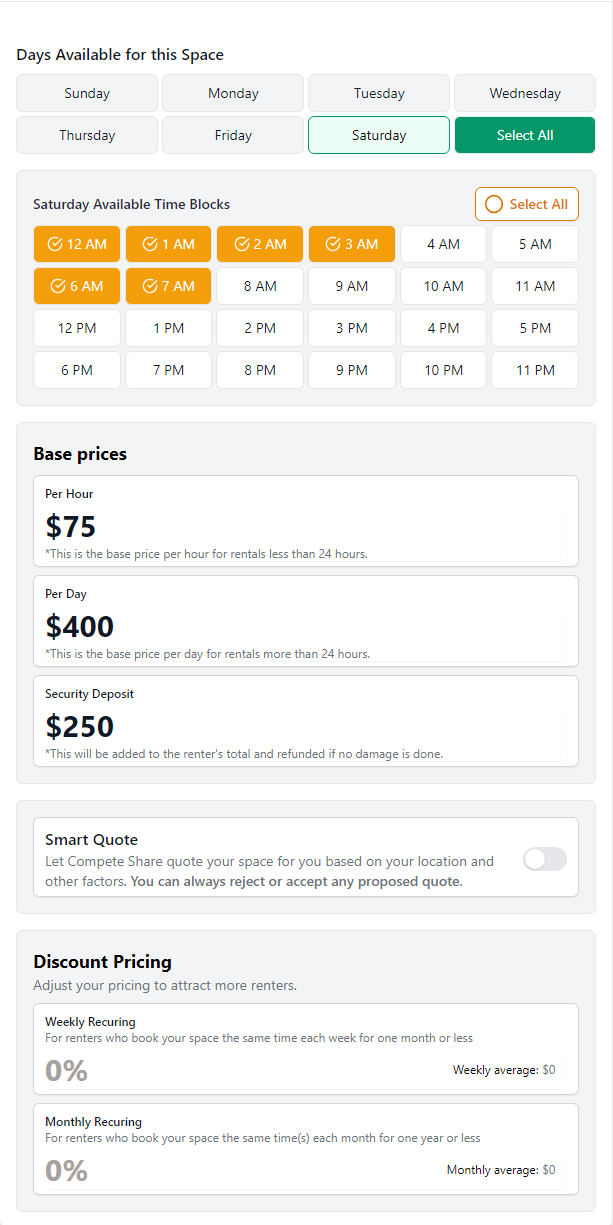 Days Available for this Space
Sunday Monday Tuesday Wednesday
Thursday Friday Saturday Select All
Saturday Available Time Blocks Select All
12 AM 1 AM 2 AM 3 AM 4 AM 5 AM
6 AM 7 AM 8 AM 9 AM 10 AM 11 AM
12 PM 1 PM 2 PM 3 PM 4 PM 5 PM
6 PM 7 PM 8 PM 9 PM 10 PM 11 PM
Base prices
Per Hour
$75
*This is the base price per hour for rentals less than 24 hours.
Per Day
$400
*This is the base price per day for rentals more than 24 hours.
Security Deposit
$250
*This will be added to the renter's total and refunded if no damage is done.
Smart Quote
Let Compete Share quote your space for you based on your location and
other factors. You can always reject or accept any proposed quote.
Discount Pricing
Adjust your pricing to attract more renters.
Weekly Recuring
For renters who book your space the same time each week for one month or less
0% Weekly average: $0
Monthly Recuring
For renters who book your space the same time(s) each month for one year or less
0% Monthly average: $0